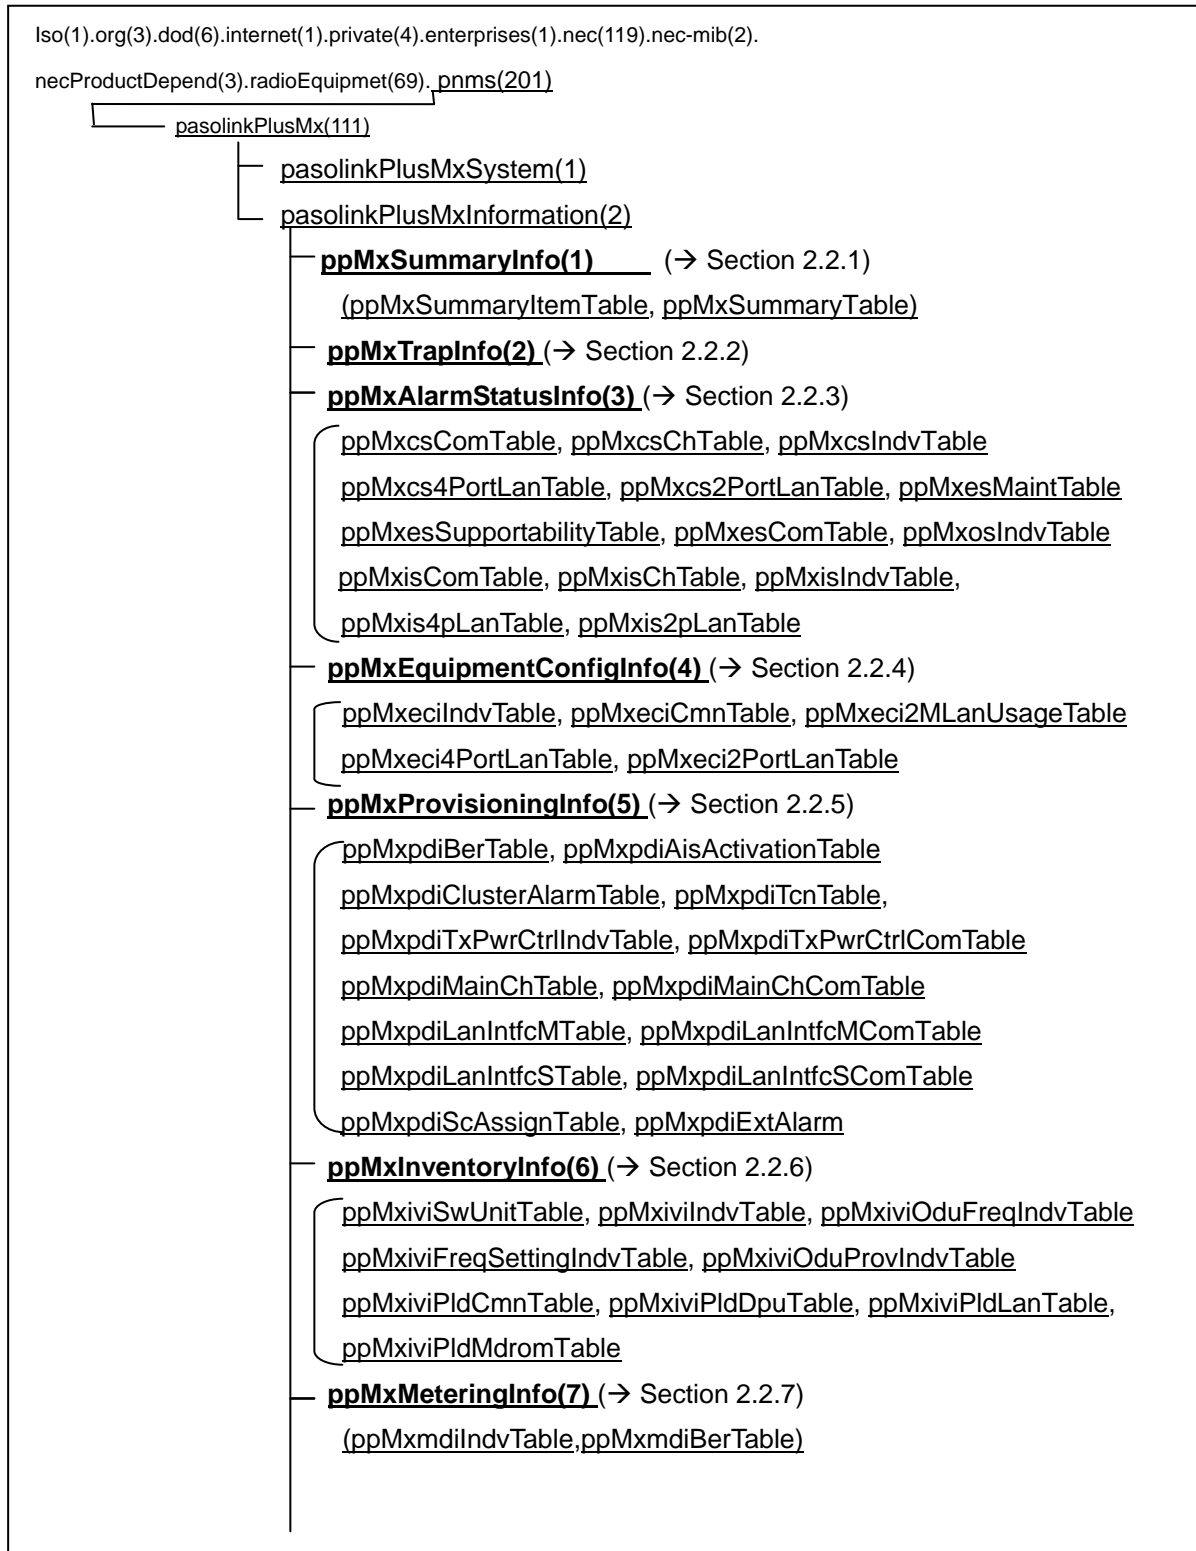 Iso(1).org(3).dod(6).internet(1).private(4).enterprises(1).nec(119).nec-mib(2).
necProductDepend(3).radioEquipmet(69). pnms(201)
pasolinkPlusMx(111)
pasolinkPlusMxSystem(1)
pasolinkPlusMxInformation(2)
ppMxSummaryInfo(1) (→ Section 2.2.1)
(ppMxSummaryItemTable, ppMxSummaryTable)
ppMxTrapInfo(2) (→ Section 2.2.2)
ppMxAlarmStatusInfo(3) (→ Section 2.2.3)
ppMxcsComTable, ppMxcsChTable, ppMxcsIndvTable
ppMxcs4PortLanTable, ppMxcs2PortLanTable, ppMxesMaintTable
ppMxesSupportabilityTable, ppMxesComTable, ppMxosIndvTable
ppMxisComTable, ppMxisChTable, ppMxisIndvTable,
ppMxis4pLanTable, ppMxis2pLanTable
ppMxEquipmentConfigInfo(4) (→ Section 2.2.4)
ppMxeciIndvTable, ppMxeciCmnTable, ppMxeci2MLanUsageTable
ppMxeci4PortLanTable, ppMxeci2PortLanTable
ppMxProvisioningInfo(5) (→ Section 2.2.5)
ppMxpdiBerTable, ppMxpdiAisActivationTable
ppMxpdiClusterAlarmTable, ppMxpdiTcnTable,
ppMxpdiTxPwrCtrlIndvTable, ppMxpdiTxPwrCtrlComTable
ppMxpdiMainChTable, ppMxpdiMainChComTable
ppMxpdiLanIntfcMTable, ppMxpdiLanIntfcMComTable
ppMxpdiLanIntfcSTable, ppMxpdiLanIntfcSComTable
ppMxpdiScAssignTable, ppMxpdiExtAlarm
ppMxInventoryInfo(6) (→ Section 2.2.6)
ppMxiviSwUnitTable, ppMxiviIndvTable, ppMxiviOduFreqIndvTable
ppMxiviFreqSettingIndvTable, ppMxiviOduProvIndvTable
ppMxiviPldCmnTable, ppMxiviPldDpuTable, ppMxiviPldLanTable,
ppMxiviPldMdromTable
ppMxMeteringInfo(7) (→ Section 2.2.7)
(ppMxmdiIndvTable,ppMxmdiBerTable)